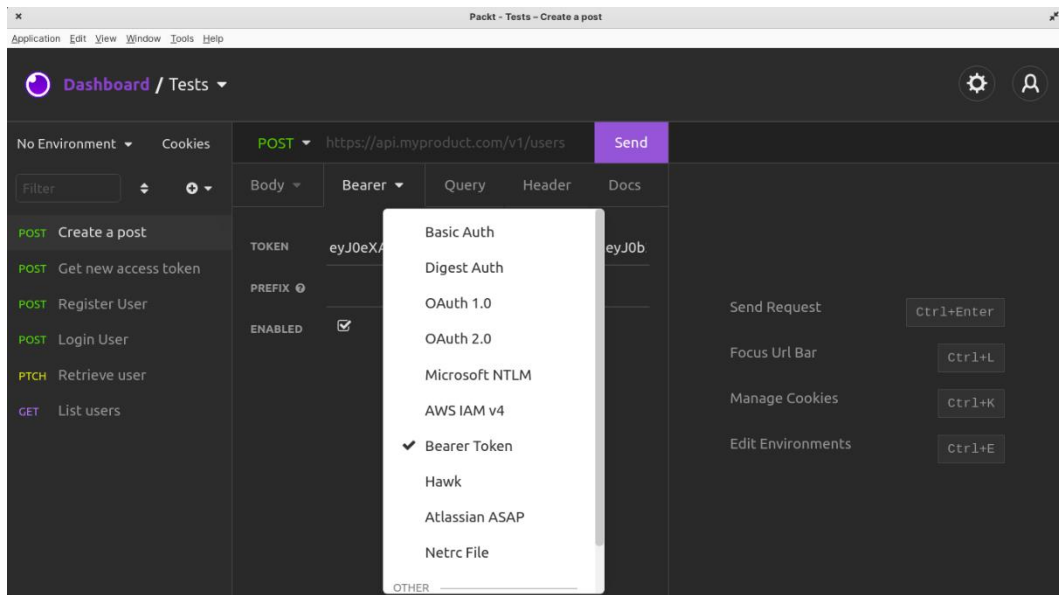 Packt - Tests – Create a post
Application Edit View Window Tools Help
Dashboard / Tests
No Environment Cookies
POST https://api.myproduct.com/v1/users Send
Filter
Body Bearer Query Header Docs
POST Create a post
POST Get new access token
POST Register User
POST Login User
PTCH Retrieve user
GET List users
TOKEN eyJ0eXA eyJ0b
PREFIX
ENABLED
Basic Auth
Digest Auth
OAuth 1.0
OAuth 2.0
Microsoft NTLM
AWS IAM v4
Bearer Token
Hawk
Atlassian ASAP
Netrc File
OTHER
Send Request Ctrl+Enter
Focus Url Bar Ctrl+L
Manage Cookies Ctrl+K
Edit Environments Ctrl+E